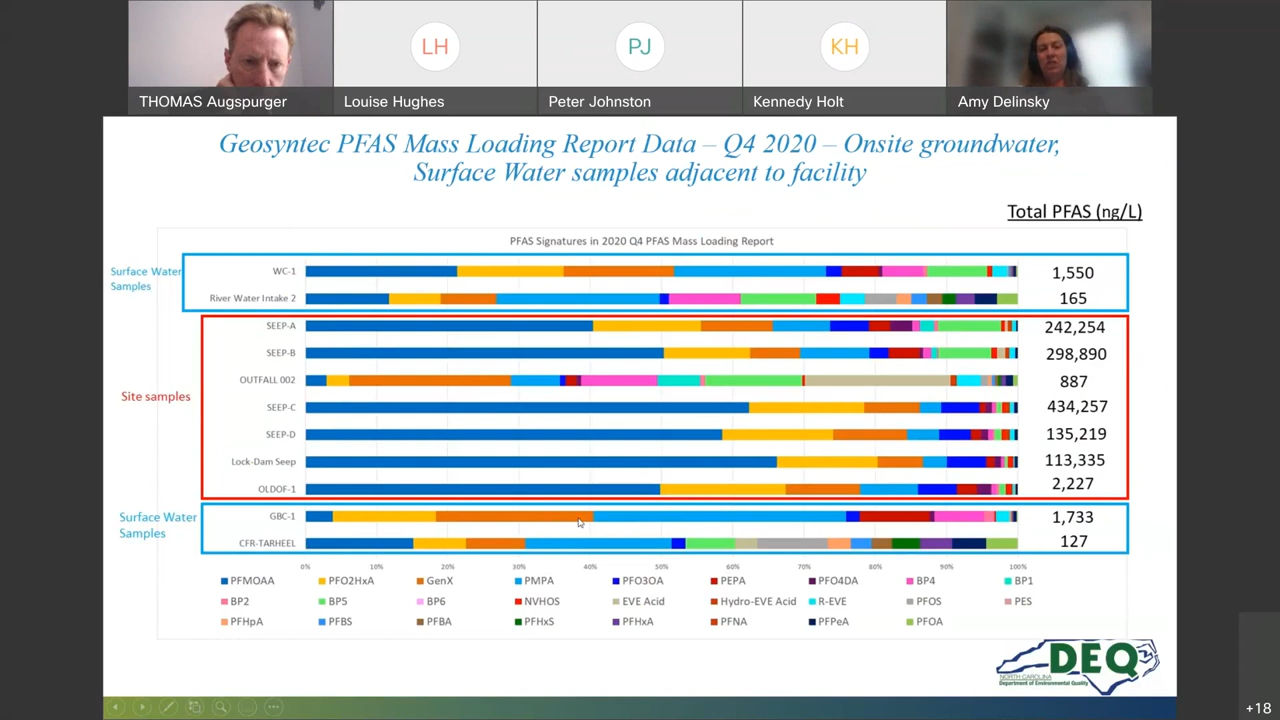 LH
PJ
KH
THOMAS Augspurger
Louise Hughes
Peter Johnston
Kennedy Holt
Amy Delinsky
Geosyntec PFAS Mass Loading Report Data – Q4 2020 – Onsite groundwater,
Surface Water samples adjacent to facility
Total PFAS (ng/L)
PFAS Signatures in 2020 Q4 PFAS Mass Loading Report
Surface Water
Samples
WC-1
1,550
River Water Intake 2
165
Site samples
SEEP-A
242,254
SEEP-B
298,890
OUTFALL 002
887
SEEP-C
434,257
SEEP-D
135,219
Lock-Dam Seep
113,335
OLDOF-1
2,227
Surface Water
Samples
GBC-1
1,733
CFR-TARHEEL
127
0% 10% 20% 30% 40% 50% 60% 70% 80% 90% 100%
PFMOAA PFO2HxA GenX PMPA PFO3OA PEPA PFO4DA BP4 BP1
BP2 BP5 BP6 NVHOS EVE Acid Hydro-EVE Acid R-EVE PFOS PES
PFHpA PFBS PFBA PFHxS PFHxA PFNA PFPeA PFOA
DEQ
NORTH CAROLINA
Department of Environmental Quality
+18